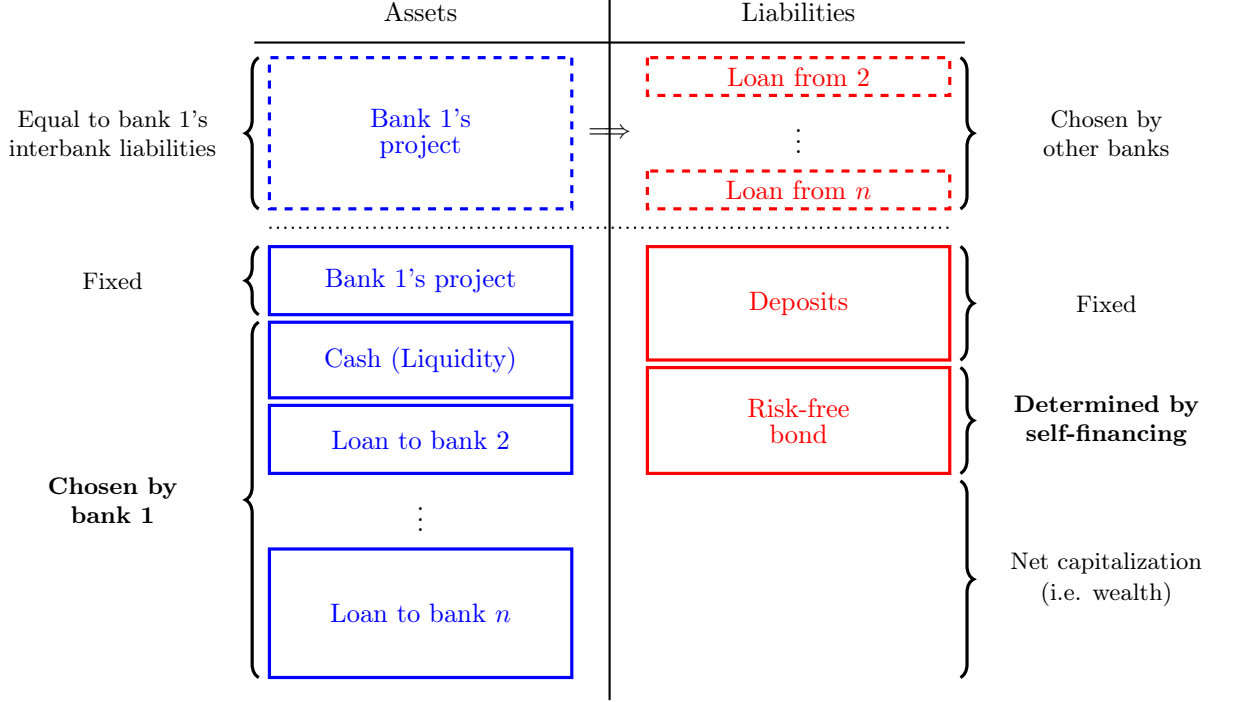 Assets
Liabilities
Equal to bank 1's
interbank liabilities
Bank 1's
project
⟹
Loan from 2
⋮
Loan from n
Chosen by
other banks
Fixed
Bank 1's project
Deposits
Fixed
Cash (Liquidity)
Loan to bank 2
Risk-free
bond
Determined by
self-financing
Chosen by
bank 1
⋮
Loan to bank n
Net capitalization
(i.e. wealth)